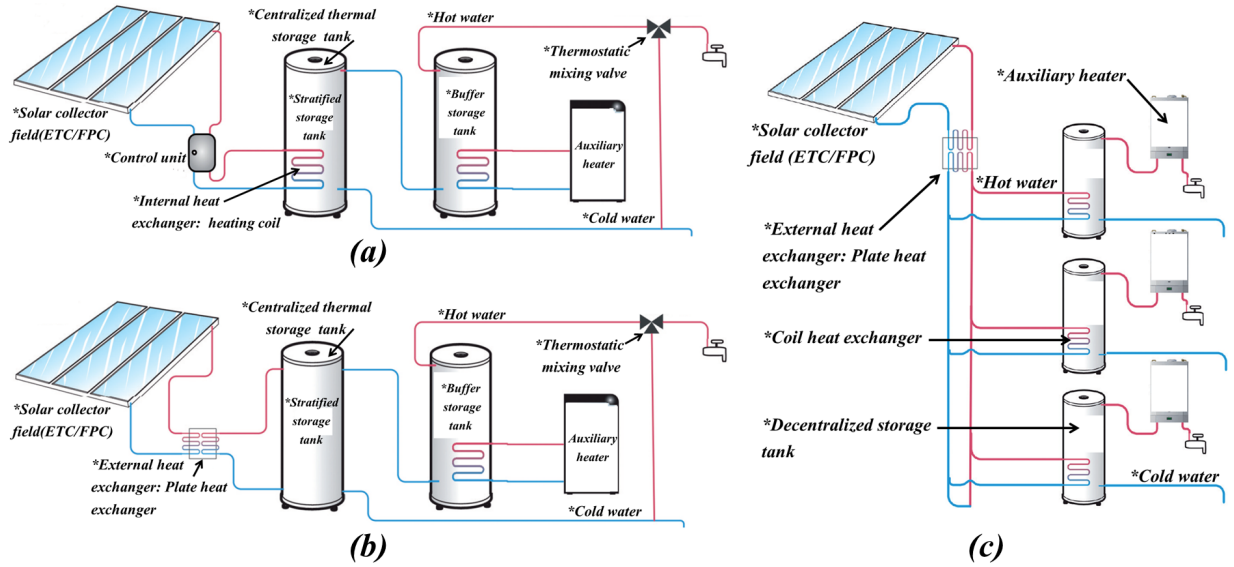 *Centralized thermal
storage tank
*Hot water
*Thermostatic
mixing valve
*Solar collector
field(ETC/FPC)
*Stratified
storage
tank
*Buffer
storage
tank
*Control unit
Auxiliary
heater
*Internal heat
exchanger: heating coil
*Cold water
(a)
*Centralized thermal
storage tank
*Hot water
*Thermostatic
mixing valve
*Solar collector
field(ETC/FPC)
*Stratified
storage
tank
*Buffer
storage
tank
Auxiliary
heater
*External heat
exchanger: Plate heat
exchanger
*Cold water
(b)
*Auxiliary heater
*Solar collector
field (ETC/FPC)
*Hot water
*External heat
exchanger: Plate heat
exchanger
*Coil heat exchanger
*Decentralized storage
tank
*Cold water
(c)